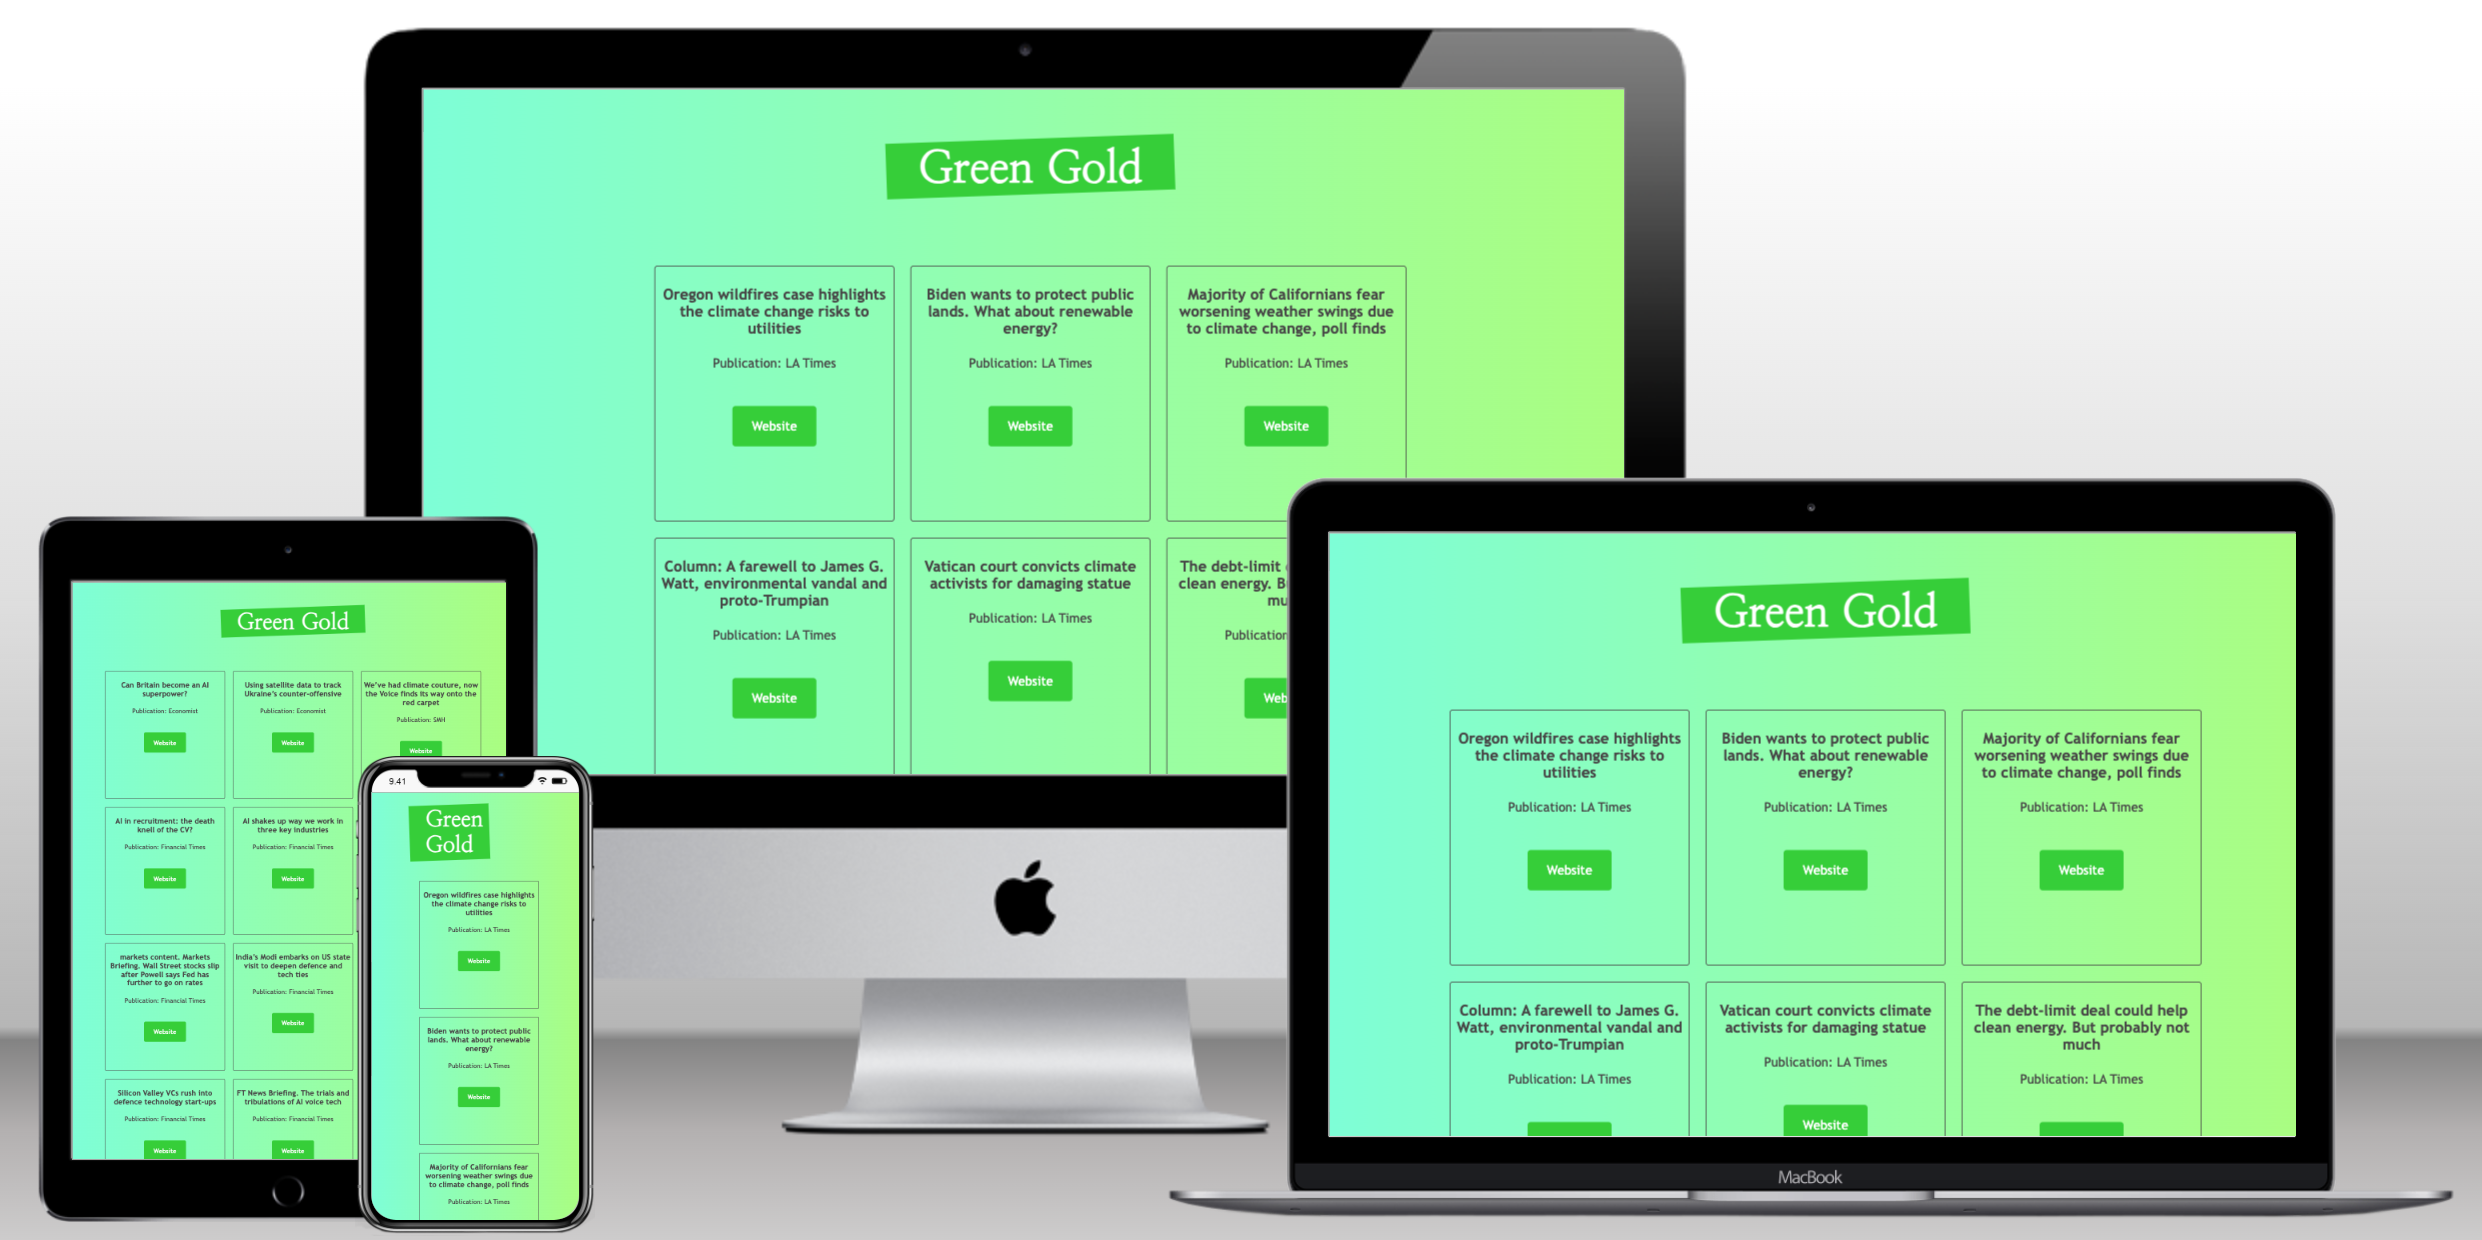 Green Gold
Oregon wildfires case highlights
the climate change risks to
utilities
Publication: LA Times
Website
Biden wants to protect public
lands. What about renewable
energy?
Publication: LA Times
Website
Majority of Californians fear
worsening weather swings due
to climate change, poll finds
Publication: LA Times
Website
Column: A farewell to James G.
Watt, environmental vandal and
proto-Trumpian
Publication: LA Times
Website
Vatican court convicts climate
activists for damaging statue
Publication: LA Times
Website
The debt-limit
clean energy. B
mu
Publication
Web
Green Gold
Can Britain become an AI
superpower?
Publication: Economist
Website
Using satellite data to track
Ukraine's counter-offensive
Publication: Economist
Website
We've had climate couture, now
the Voice finds its way onto the
red carpet
Publication: SMH
Website
AI in recruitment: the death
knell of the CV?
Publication: Financial Times
Website
AI shakes up way we work in
three key industries
Publication: Financial Times
Website
markets content. Markets
Briefing. Wall Street stocks slip
after Powell says Fed has
further to go on rates
Publication: Financial Times
Website
India's Modi embarks on US state
visit to deepen defence and
tech ties
Publication: Financial Times
Website
Silicon Valley VCs rush into
defence technology start-ups
Publication: Financial Times
Website
FT News Briefing. The trials and
tribulations of AI voice tech
Publication: Financial Times
Website
9.41
Green
Gold
Oregon wildfires case highlights
the climate change risks to
utilities
Publication: LA Times
Website
Biden wants to protect public
lands. What about renewable
energy?
Publication: LA Times
Website
Majority of Californians fear
worsening weather swings due
to climate change, poll finds
Publication: LA Times
Green Gold
Oregon wildfires case highlights
the climate change risks to
utilities
Publication: LA Times
Website
Biden wants to protect public
lands. What about renewable
energy?
Publication: LA Times
Website
Majority of Californians fear
worsening weather swings due
to climate change, poll finds
Publication: LA Times
Website
Column: A farewell to James G.
Watt, environmental vandal and
proto-Trumpian
Publication: LA Times
Vatican court convicts climate
activists for damaging statue
Publication: LA Times
Website
The debt-limit deal could help
clean energy. But probably not
much
Publication: LA Times
MacBook